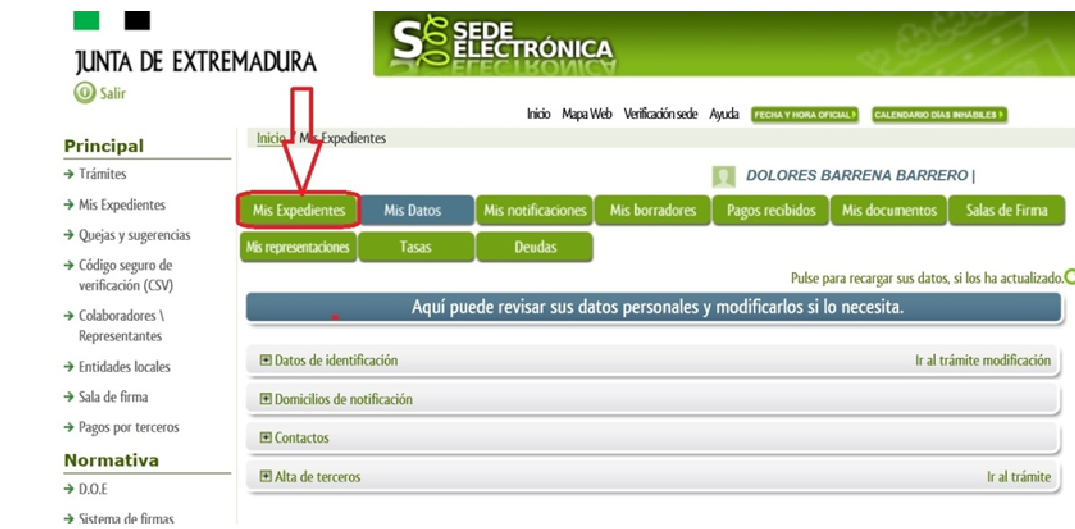 JUNTA DE EXTREMADURA
SEDE
ELECTRÓNICA
Salir
Inicio Mapa Web Verificación sede Ayuda FECHA Y HORA OFICIAL CALENDARIO DÍAS INHÁBILES
Inicio / Mis Expedientes
DOLORES BARRENA BARRERO |
Mis Expedientes Mis Datos Mis notificaciones Mis borradores Pagos recibidos Mis documentos Salas de Firma
Mis representaciones Tasas Deudas
Pulse para recargar sus datos, si los ha actualizado.
Aquí puede revisar sus datos personales y modificarlos si lo necesita.
Datos de identificación Ir al trámite modificación
Domicilios de notificación
Contactos
Alta de terceros Ir al trámite
Principal
Trámites
Mis Expedientes
Quejas y sugerencias
Código seguro de
verificación (CSV)
Colaboradores \
Representantes
Entidades locales
Sala de firma
Pagos por terceros
Normativa
D.O.E
Sistema de firmas